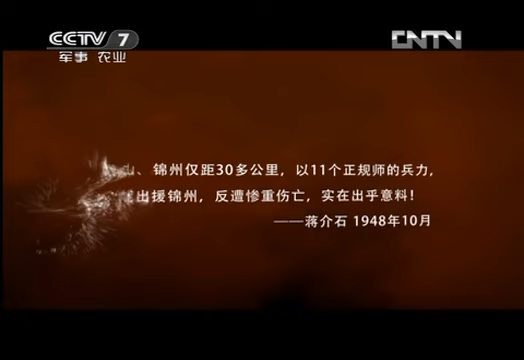 CCTV 7
军事 农业
CNTV
山、锦州仅距30多公里，以11个正规师的兵力，
出援锦州，反遭惨重伤亡，实在出乎意料！
——蒋介石 1948年10月